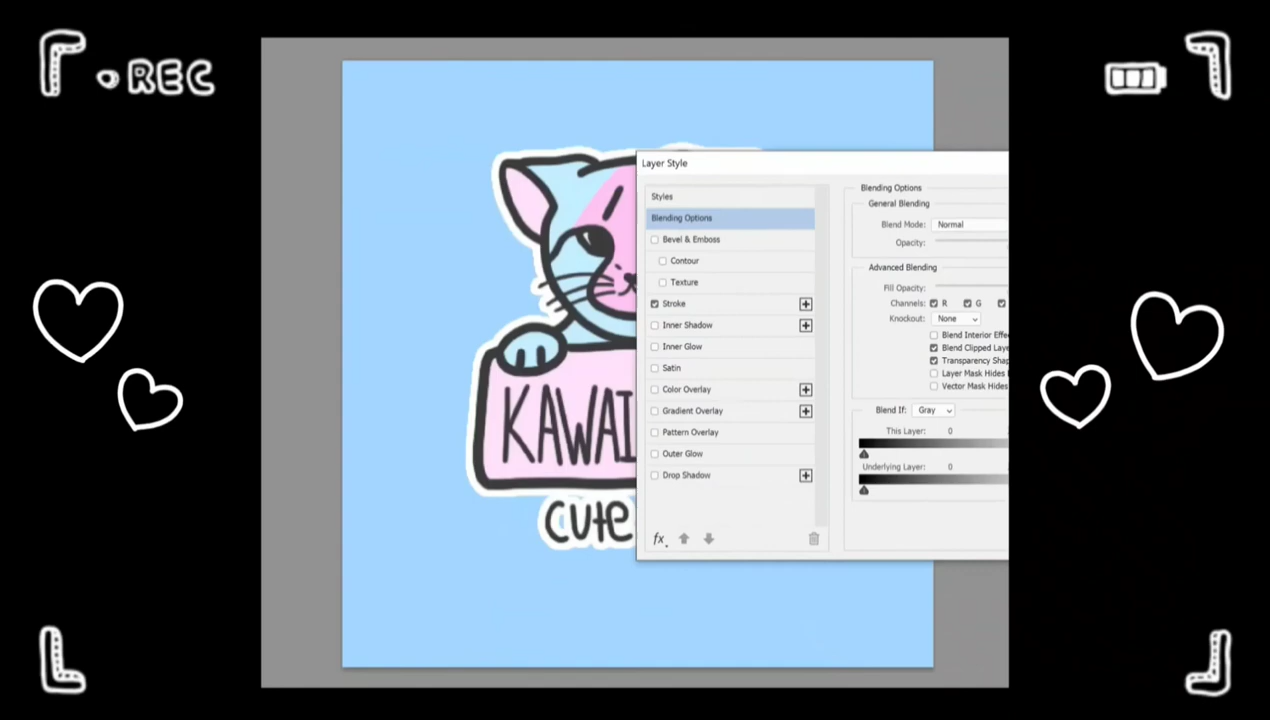 REC
Layer Style
Styles
Blending Options
Bevel & Emboss
Contour
Texture
Stroke
Inner Shadow
Inner Glow
Satin
Color Overlay
Gradient Overlay
Pattern Overlay
Outer Glow
Drop Shadow
fx
Blending Options
General Blending
Blend Mode: Normal
Opacity:
Advanced Blending
Fill Opacity:
Channels: R G
Knockout: None
Blend Interior
Blend Clipped
Transparency
Layer Mask Hides
Vector Mask Hides
Blend If: Gray
This Layer: 0
Underlying Layer: 0
KAWAI
cute